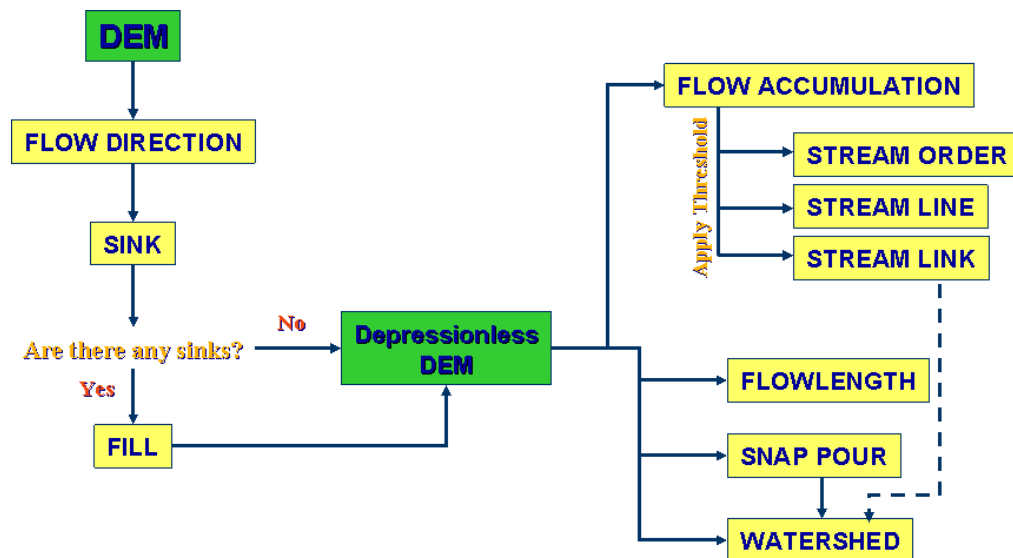 DEM
FLOW DIRECTION
SINK
Are there any sinks?
No
Yes
FILL
Depressionless
DEM
FLOW ACCUMULATION
Apply Threshold
STREAM ORDER
STREAM LINE
STREAM LINK
FLOWLENGTH
SNAP POUR
WATERSHED